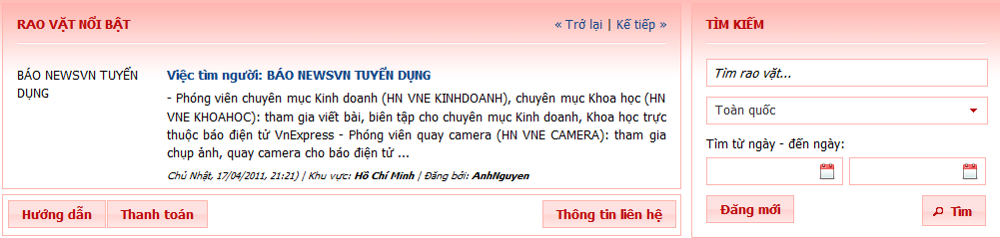 RAO VẶT NỔI BẬT
« Trở lại | Kế tiếp »
BÁO NEWSVN TUYỂN
DỤNG
Việc tìm người: BÁO NEWSVN TUYỂN DỤNG
- Phóng viên chuyên mục Kinh doanh (HN VNE KINHDOANH), chuyên mục Khoa học (HN
VNE KHOAHOC): tham gia viết bài, biên tập cho chuyên mục Kinh doanh, Khoa học trực
thuộc báo điện tử VnExpress - Phóng viên quay camera (HN VNE CAMERA): tham gia
chụp ảnh, quay camera cho báo điện tử ...
Chủ Nhật, 17/04/2011, 21:21) | Khu vực: Hồ Chí Minh | Đăng bởi: AnhNguyen
Hướng dẫn
Thanh toán
Thông tin liên hệ
TÌM KIẾM
Tìm rao vặt...
Toàn quốc
Tìm từ ngày - đến ngày:
Đăng mới
Tìm